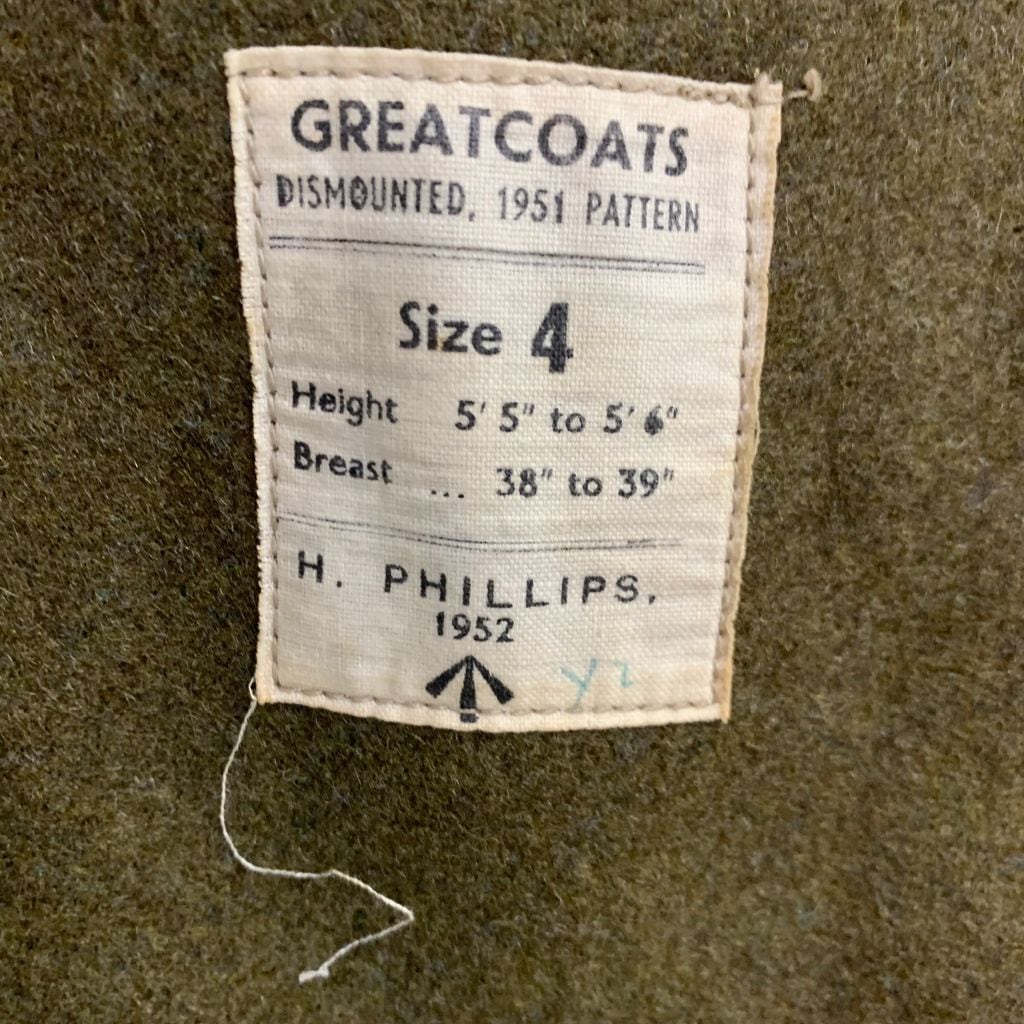 GREATCOATS
DISMOUNTED, 1951 PATTERN
Size 4
Height 5' 5" to 5' 6"
Breast ... 38" to 39"
H. PHILLIPS.
1952